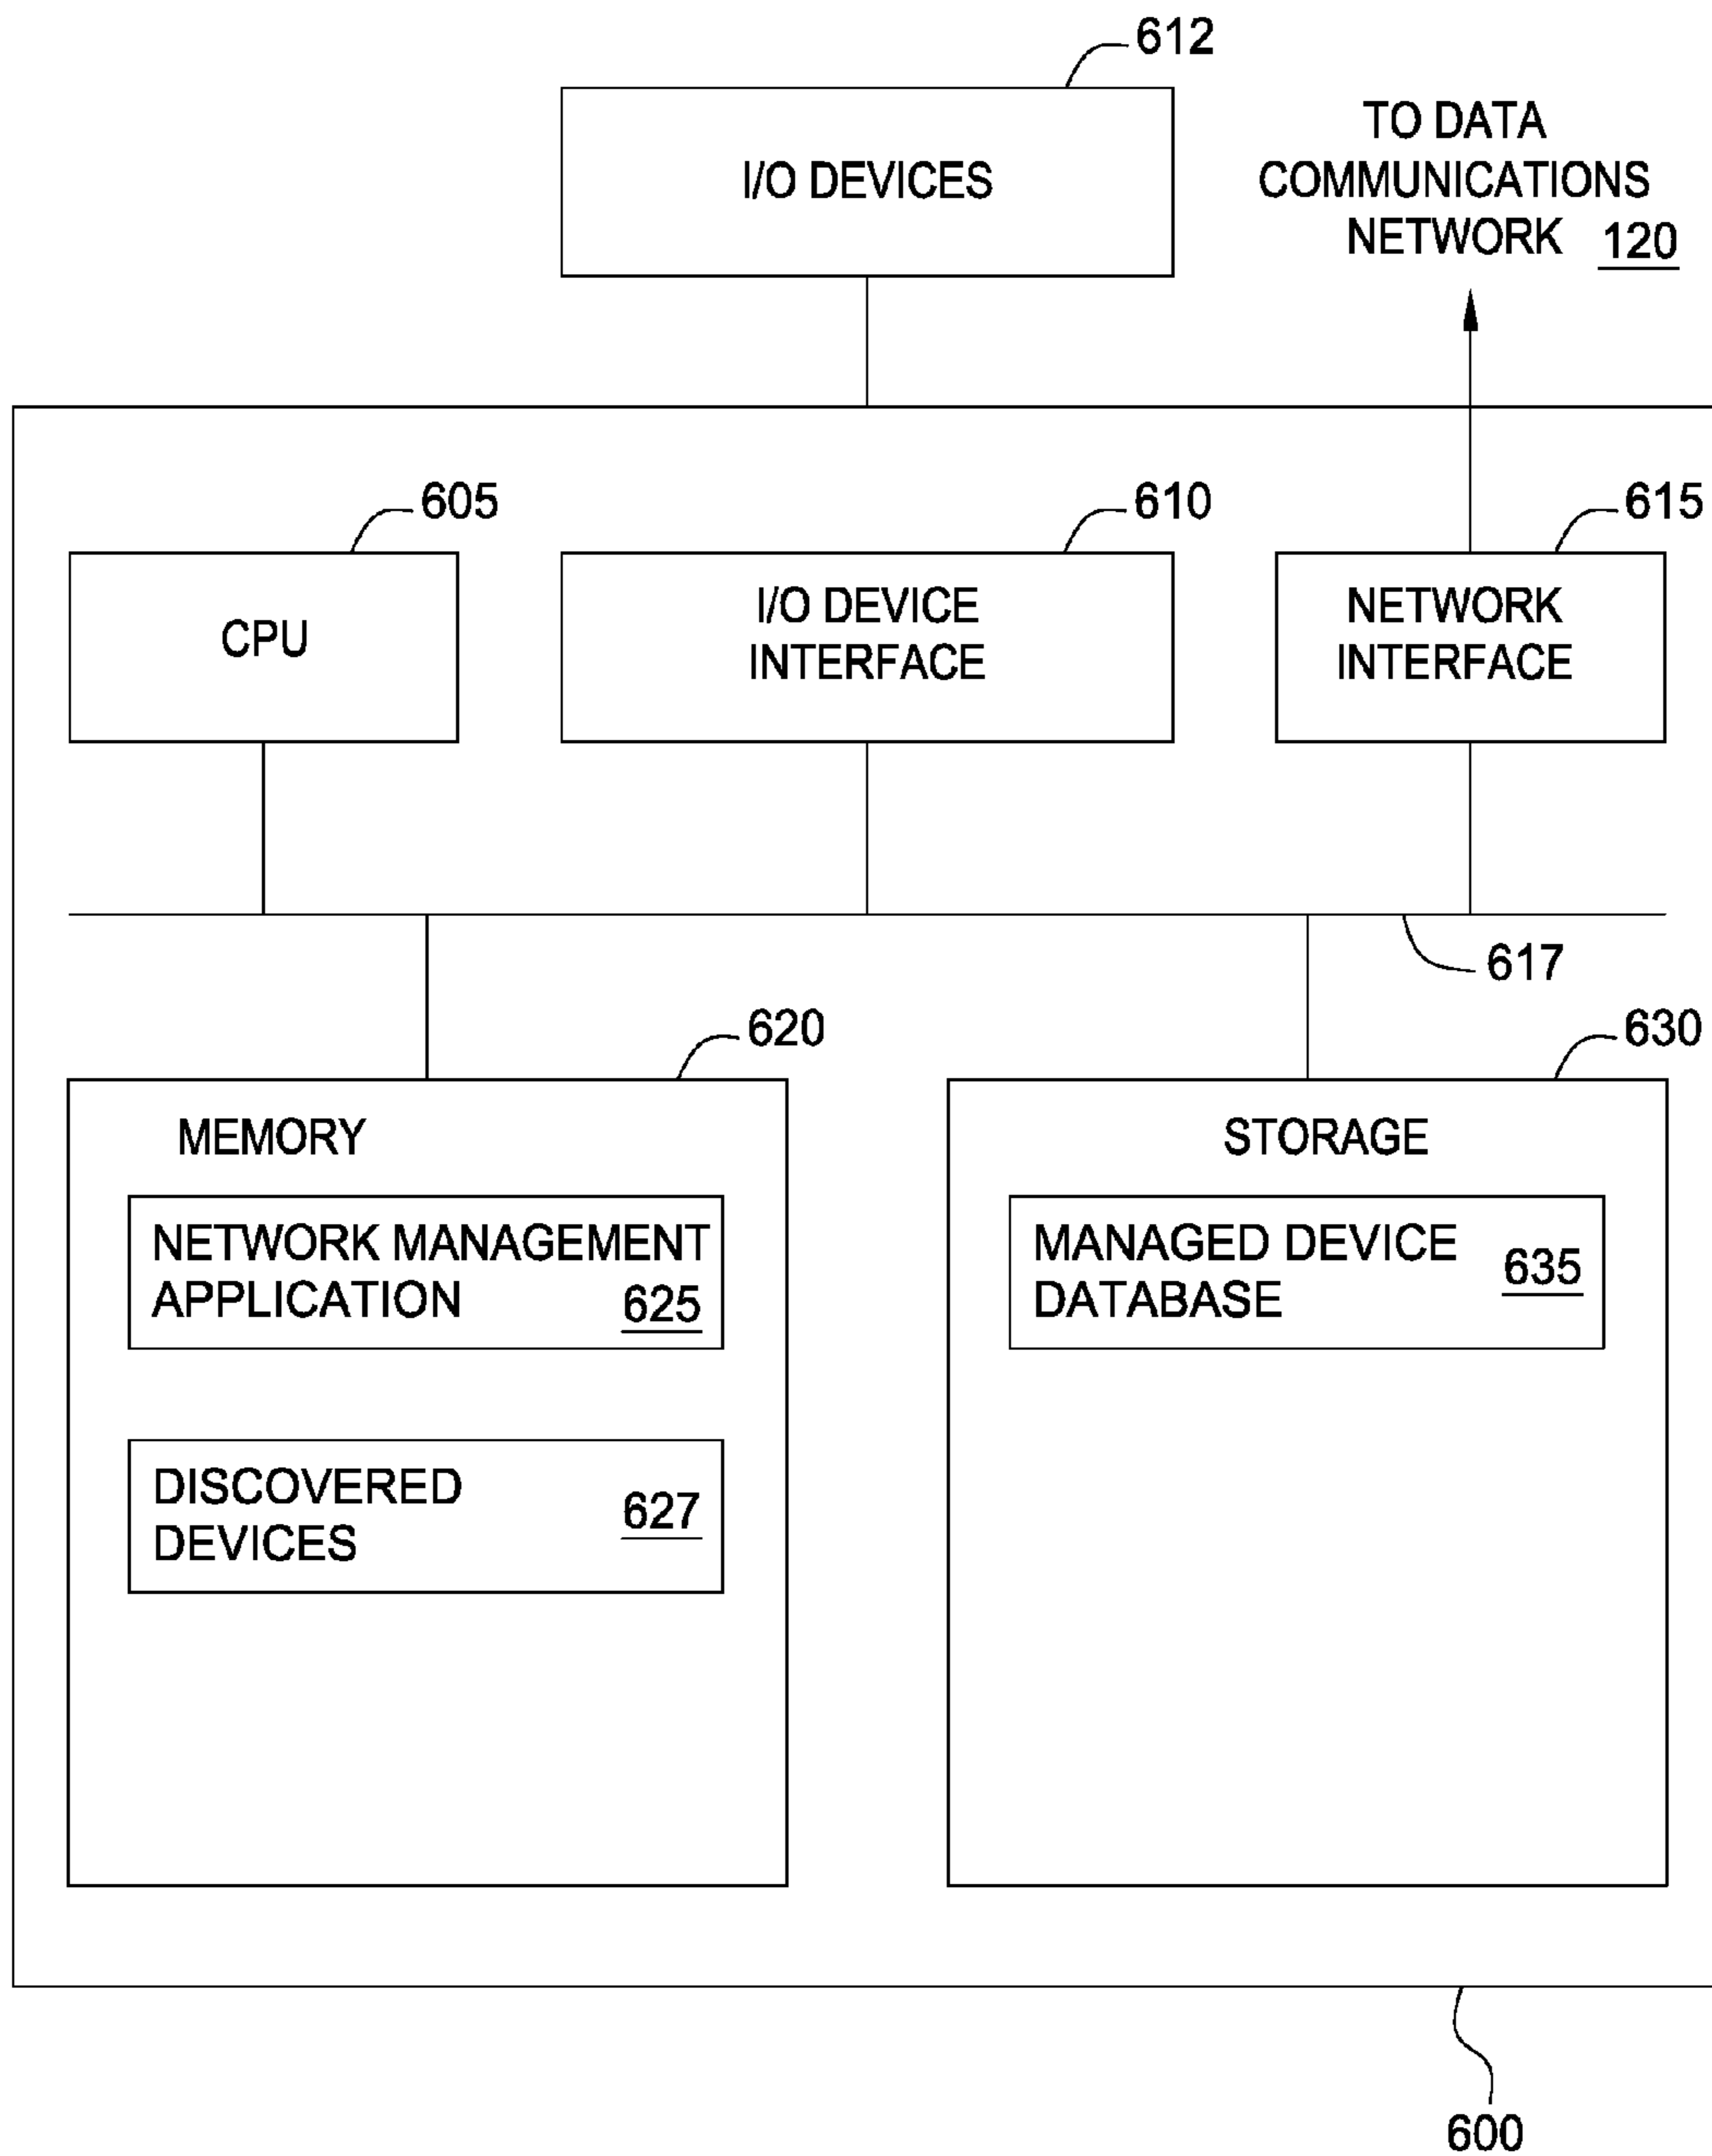 612
I/O DEVICES
TO DATA
COMMUNICATIONS
NETWORK 120
605
610
615
CPU
I/O DEVICE
INTERFACE
NETWORK
INTERFACE
617
620
630
MEMORY
NETWORK MANAGEMENT
APPLICATION 625
DISCOVERED
DEVICES 627
STORAGE
MANAGED DEVICE
DATABASE 635
600